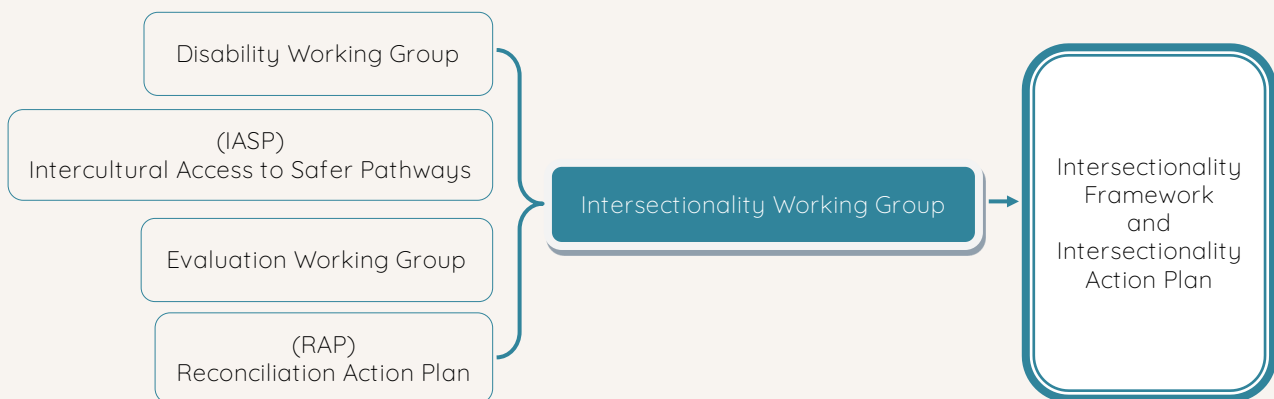 Disability Working Group
(IASP)
Intercultural Access to Safer Pathways
Evaluation Working Group
(RAP)
Reconciliation Action Plan
Intersectionality Working Group
Intersectionality
Framework
and
Intersectionality
Action Plan